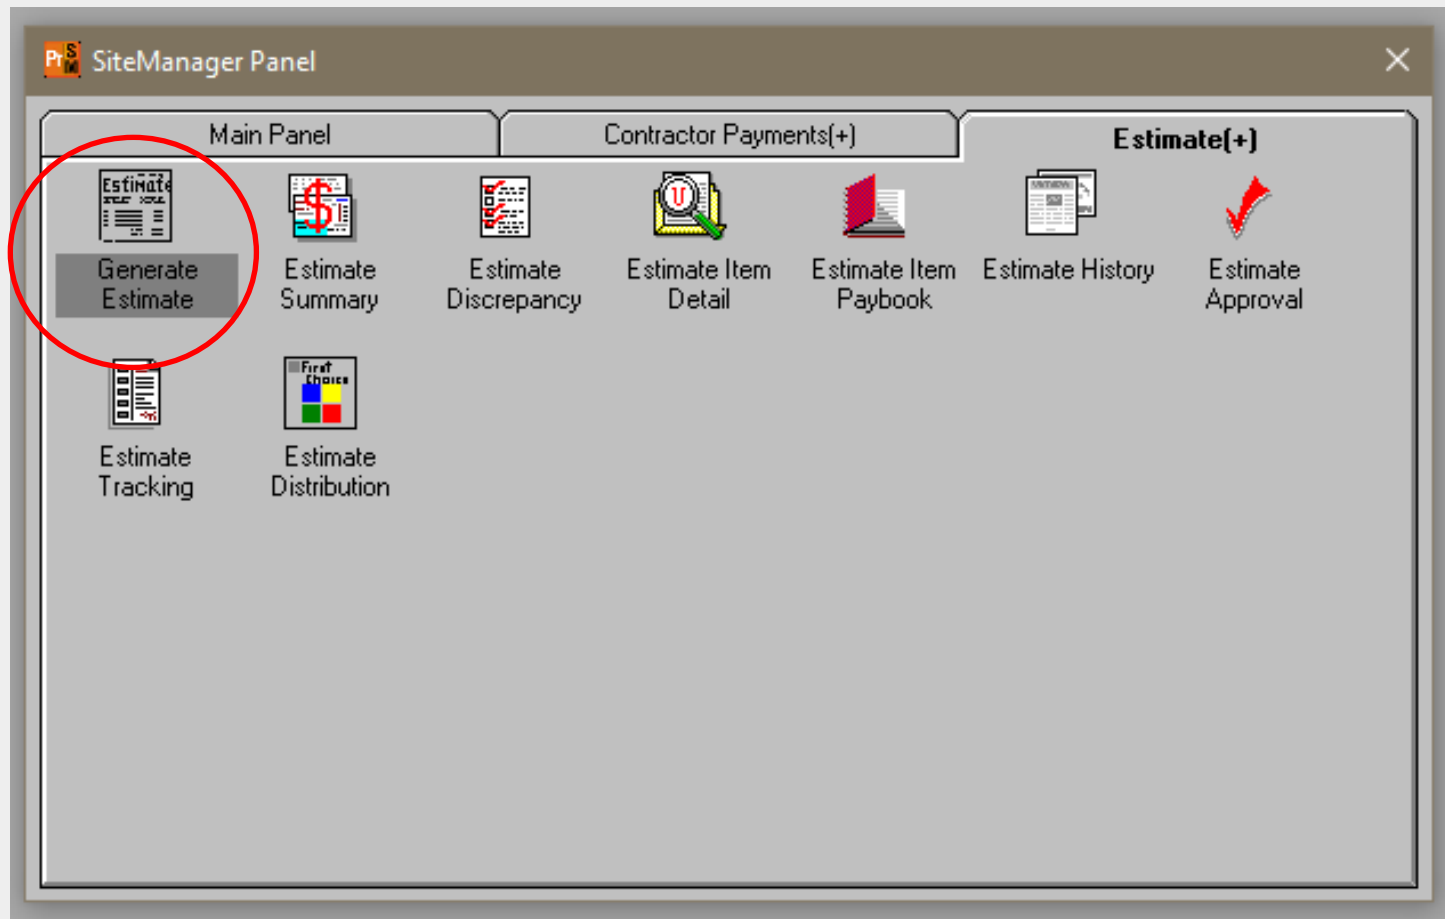 Pr S M SiteManager Panel
Main Panel Contractor Payments(+) Estimate(+)
Estimate
Generate Estimate Estimate Estimate Item Estimate Item Estimate History Estimate
Estimate Summary Discrepancy Detail Paybook Approval
First
Choice
Estimate Estimate
Tracking Distribution